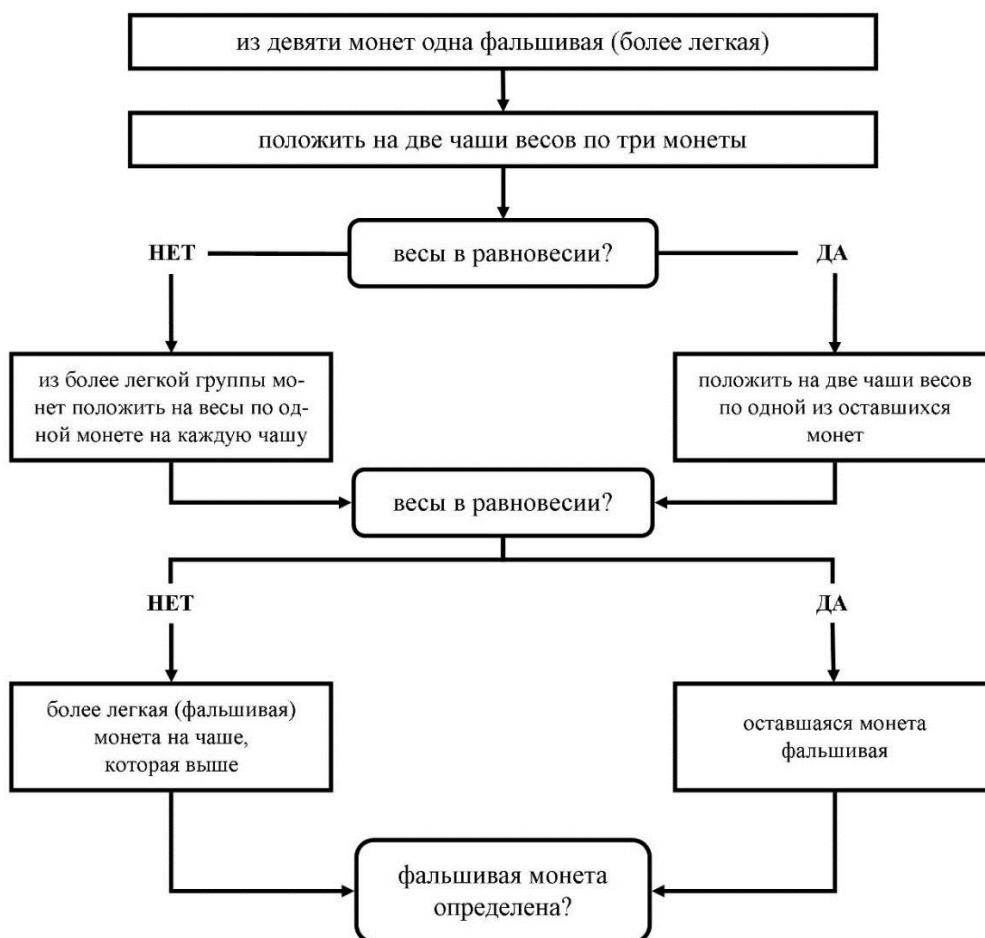 из девяти монет одна фальшивая (более легкая)
положить на две чаши весов по три монеты
весы в равновесии?
НЕТ
ДА
из более легкой группы мо-
нет положить на весы по од-
ной монете на каждую чашу
положить на две чаши весов
по одной из оставшихся
монет
весы в равновесии?
НЕТ
ДА
более легкая (фальшивая)
монета на чаше,
которая выше
оставшаяся монета
фальшивая
фальшивая монета
определена?